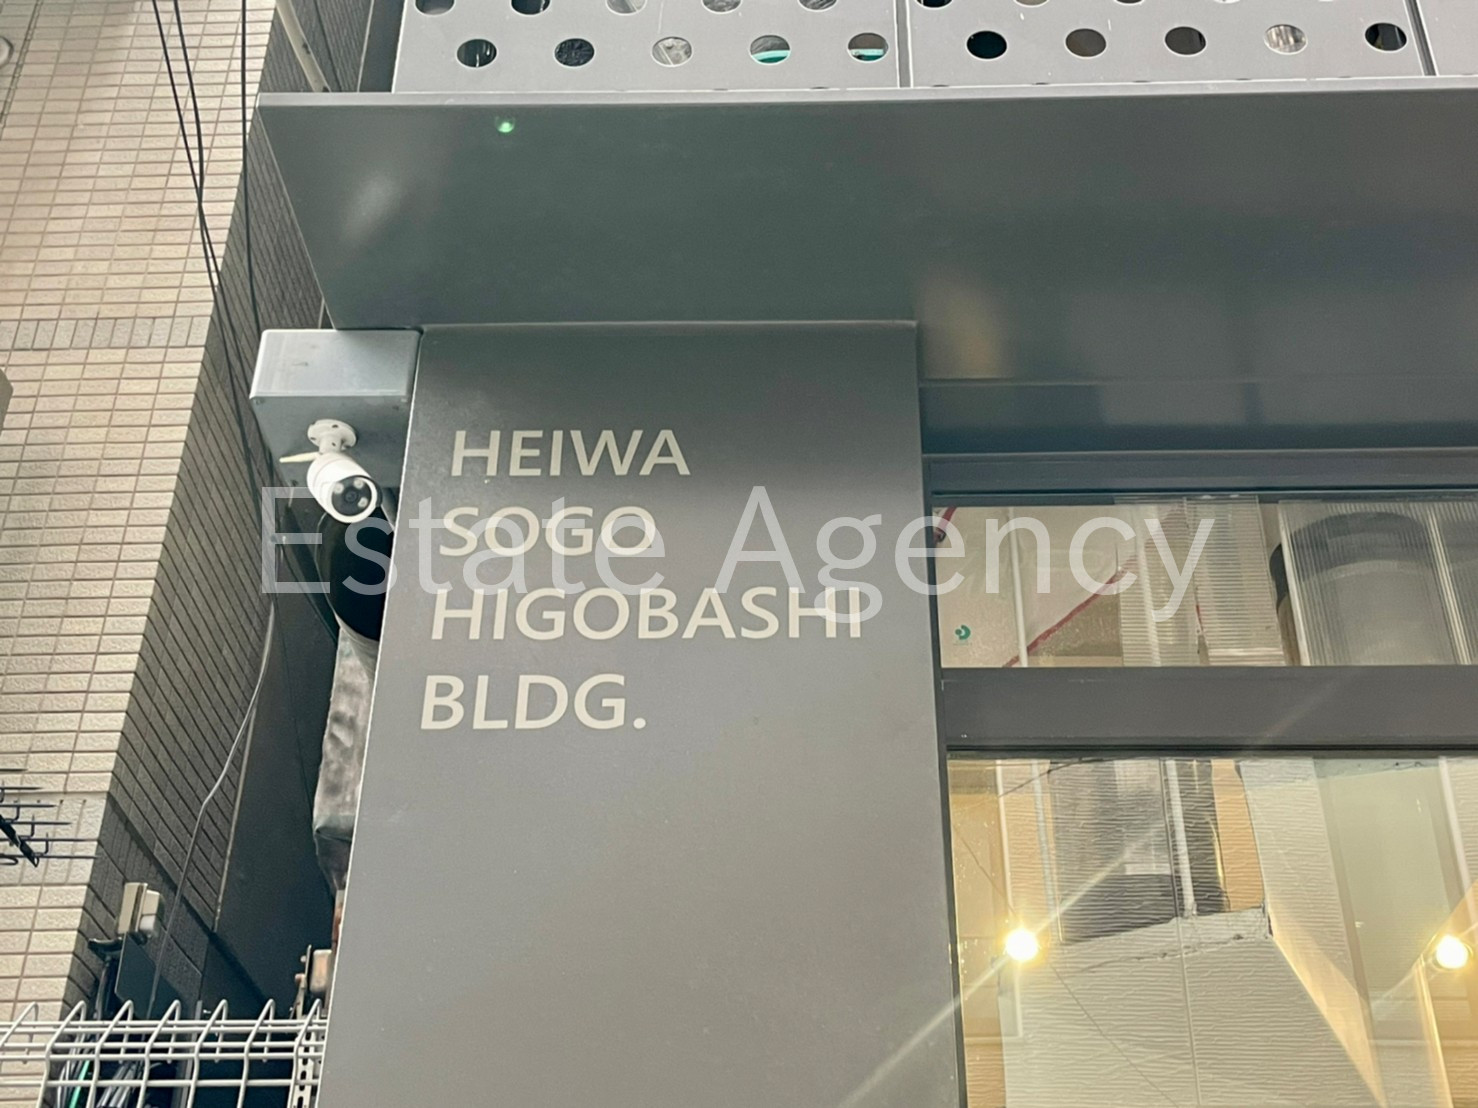 HEIWA
SOGO
Estate Agency
HIGOBASHI
BLDG.